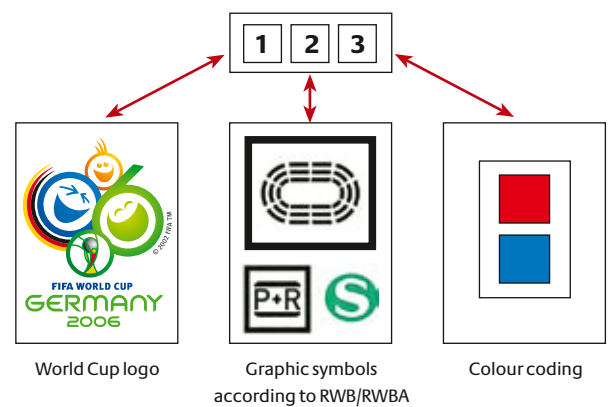 1 2 3
© 2002 FIFA TM
FIFA WORLD CUP
GERMANY
2006
P+R
S
World Cup logo
Graphic symbols
according to RWB/RWBA
Colour coding